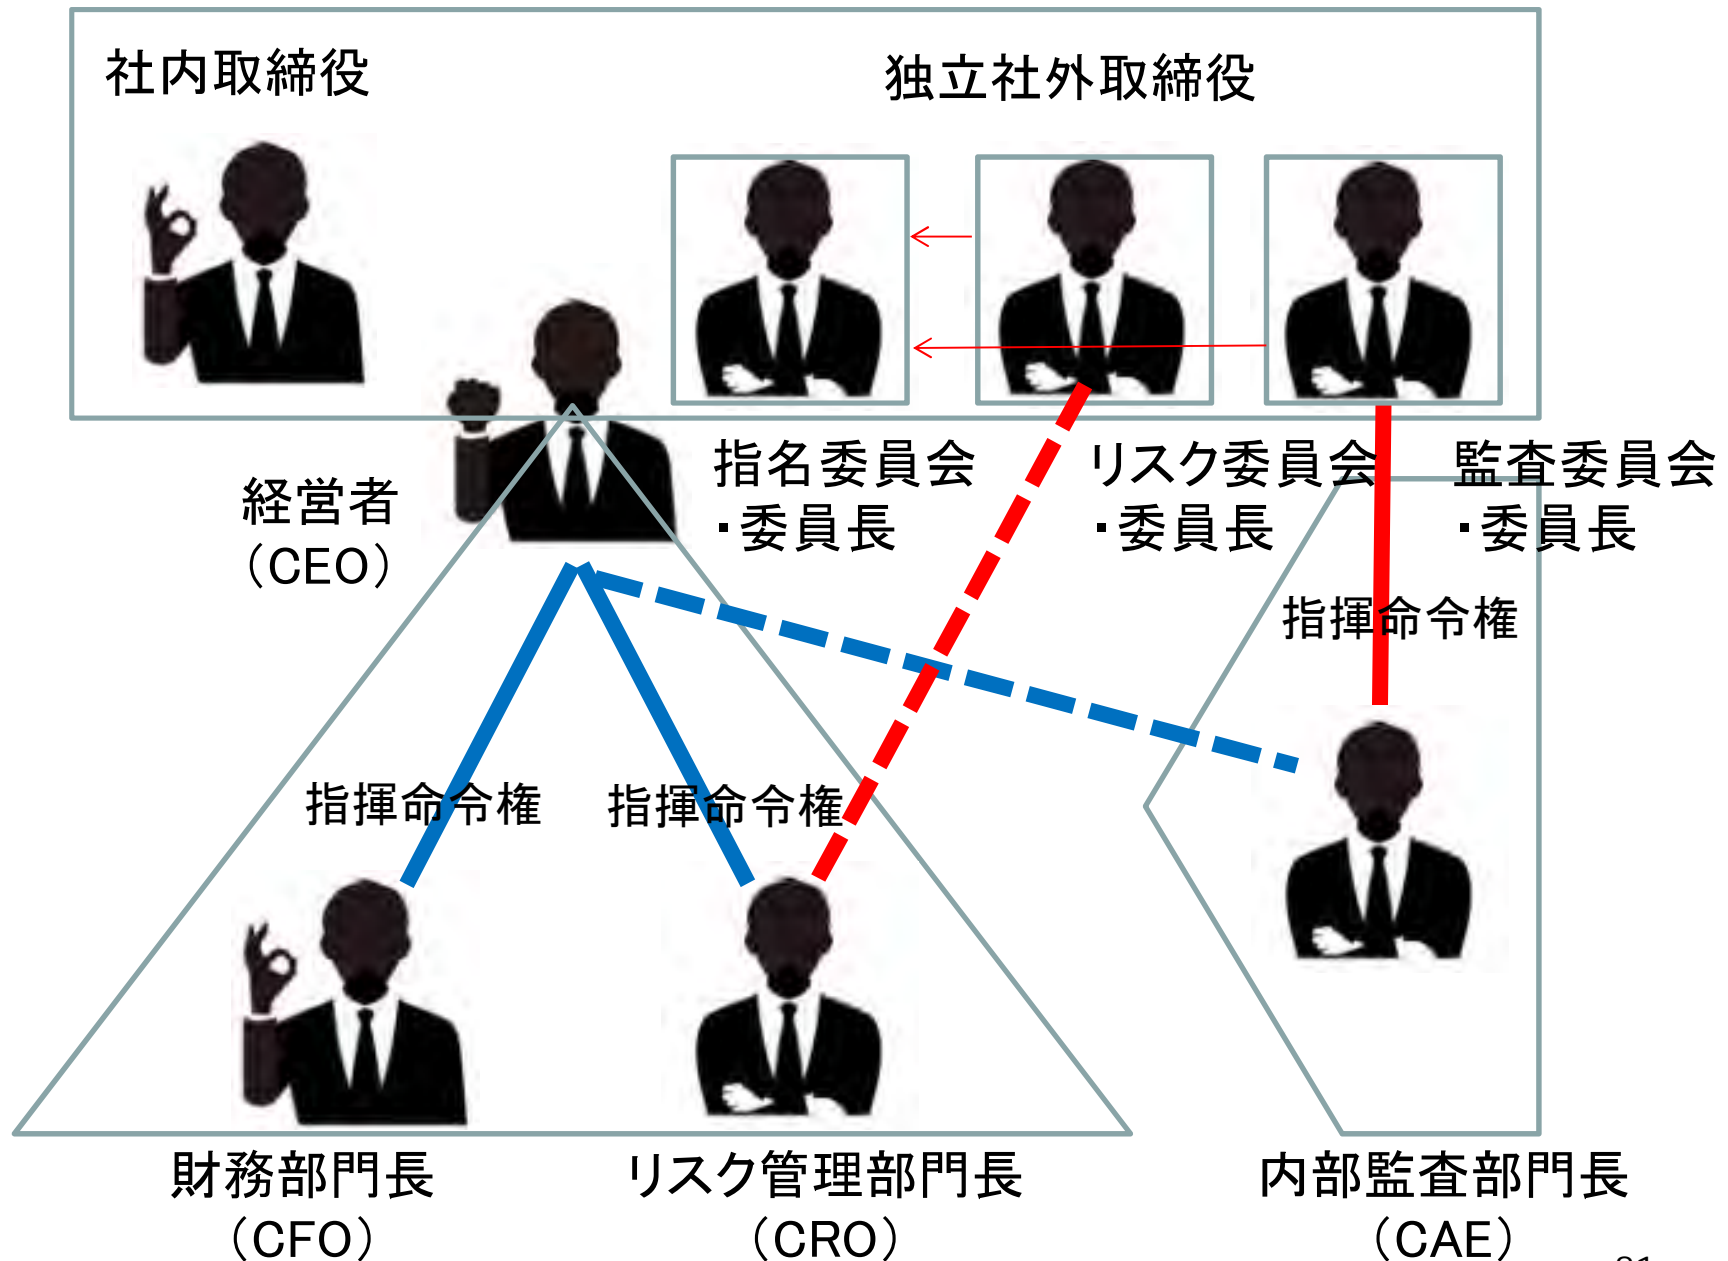 社内取締役
独立社外取締役
経営者
（CEO）
指名委員会
・委員長
リスク委員会
・委員長
監査委員会
・委員長
指揮命令権
指揮命令権
指揮命令権
財務部門長
（CFO）
リスク管理部門長
（CRO）
内部監査部門長
（CAE）